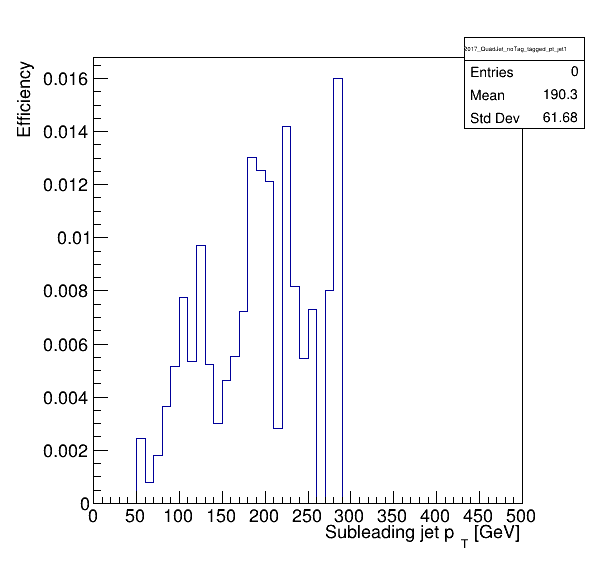 2017_QuadJet_noTag_tagged_pt_jet1
Entries 0
Mean 190.3
Std Dev 61.68
Efficiency
0.016
0.014
0.012
0.01
0.008
0.006
0.004
0.002
0
0 50 100 150 200 250 300 350 400 450 500
Subleading jet p T [GeV]